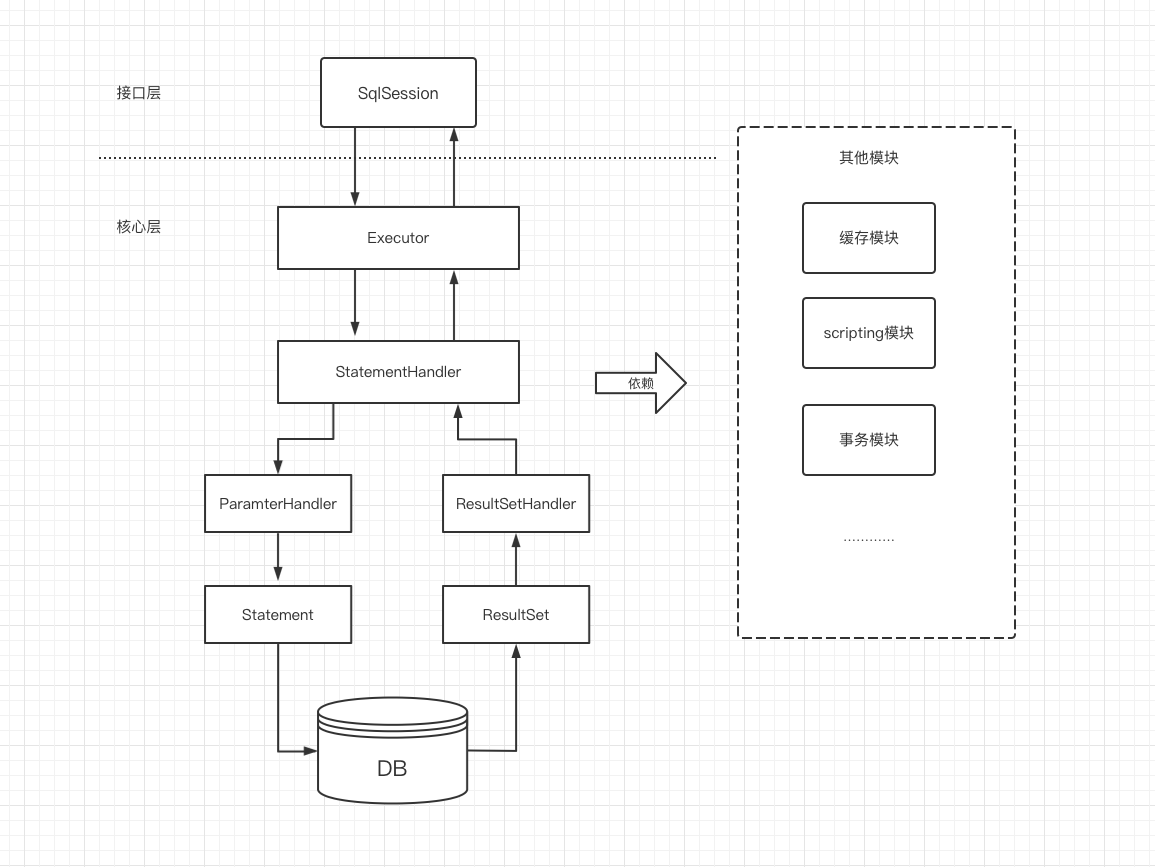 接口层
SqlSession
核心层
Executor
StatementHandler
ParamterHandler
ResultSetHandler
Statement
ResultSet
DB
依赖
其他模块
缓存模块
scripting模块
事务模块
............